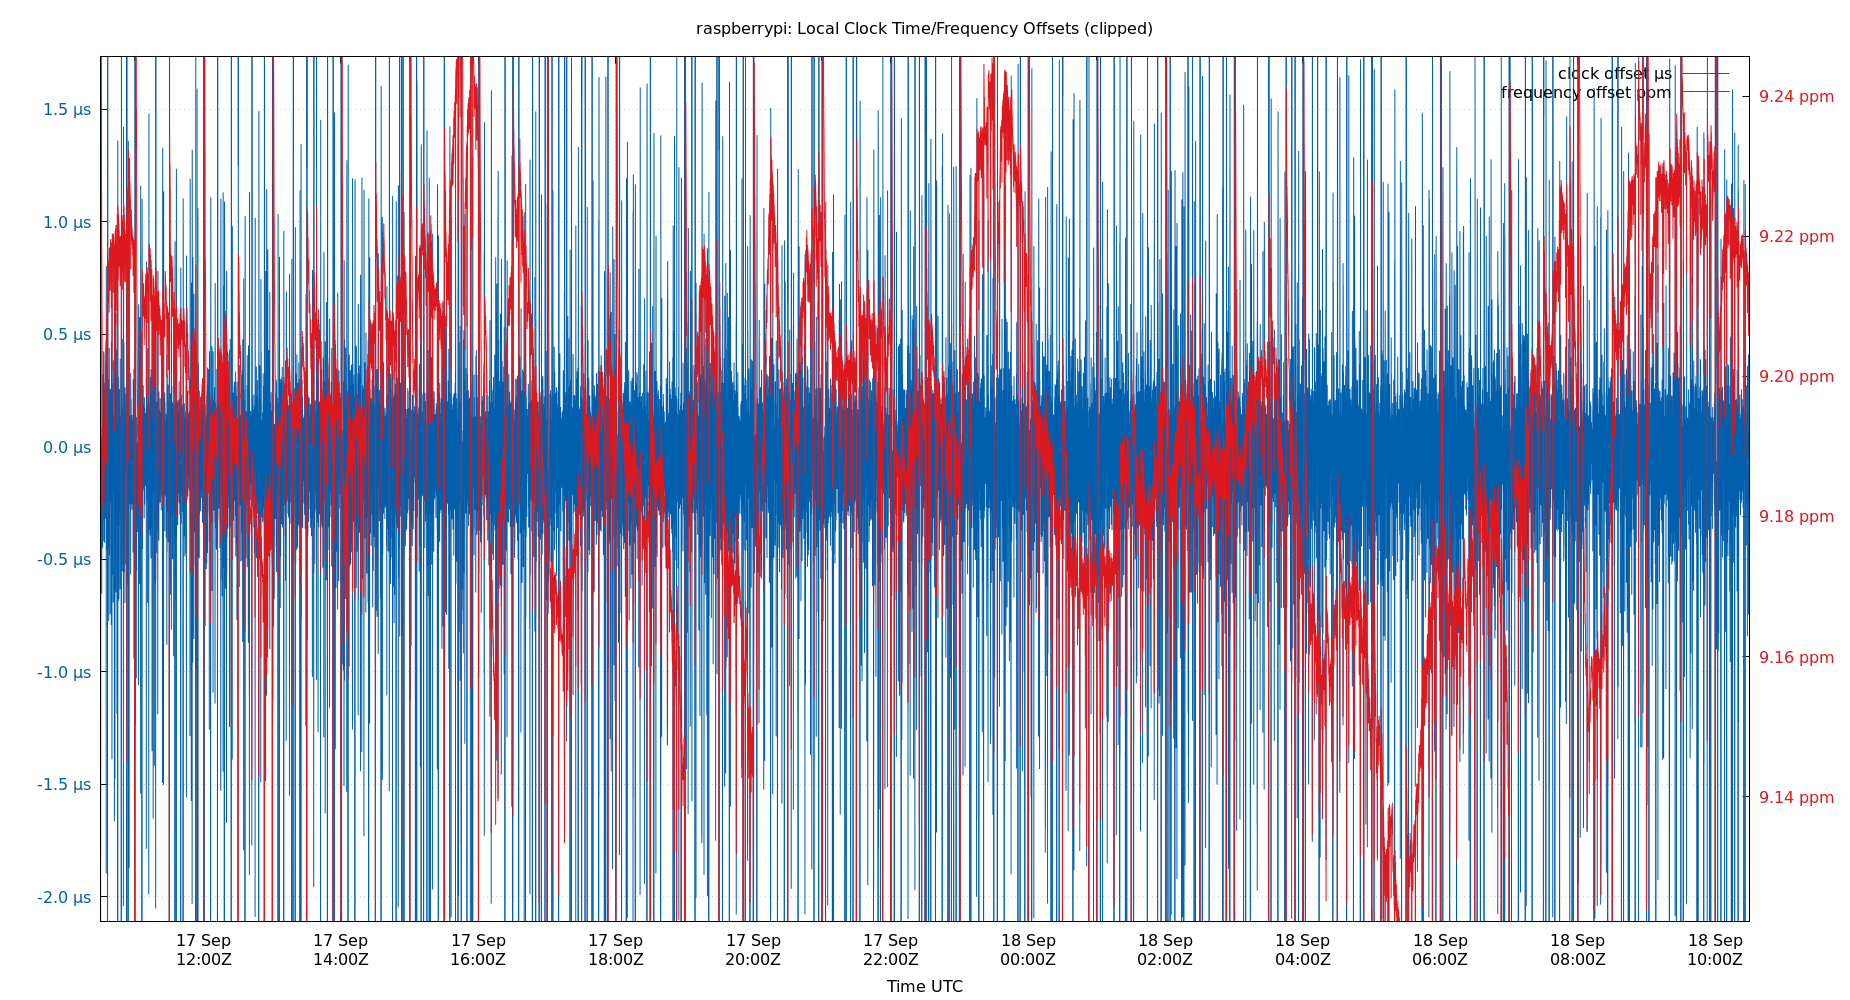 raspberrypi: Local Clock Time/Frequency Offsets (clipped)
clock offset µs
frequency offset ppm
1.5 µs
1.0 µs
0.5 µs
0.0 µs
-0.5 µs
-1.0 µs
-1.5 µs
-2.0 µs
9.24 ppm
9.22 ppm
9.20 ppm
9.18 ppm
9.16 ppm
9.14 ppm
17 Sep 17 Sep 17 Sep 17 Sep 17 Sep 17 Sep 18 Sep 18 Sep 18 Sep 18 Sep 18 Sep 18 Sep
12:00Z 14:00Z 16:00Z 18:00Z 20:00Z 22:00Z 00:00Z 02:00Z 04:00Z 06:00Z 08:00Z 10:00Z
Time UTC